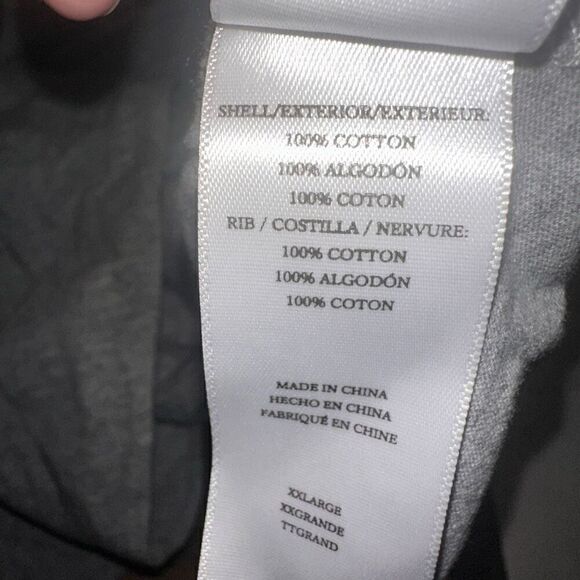 SHELL/EXTERIOR/EXTERIEUR:
100% COTTON
100% ALGODÓN
100% COTON
RIB / COSTILLA / NERVURE:
100% COTTON
100% ALGODÓN
100% COTON
MADE IN CHINA
HECHO EN CHINA
FABRIQUÉ EN CHINE
XXLARGE
XXGRANDE
TTGRAND